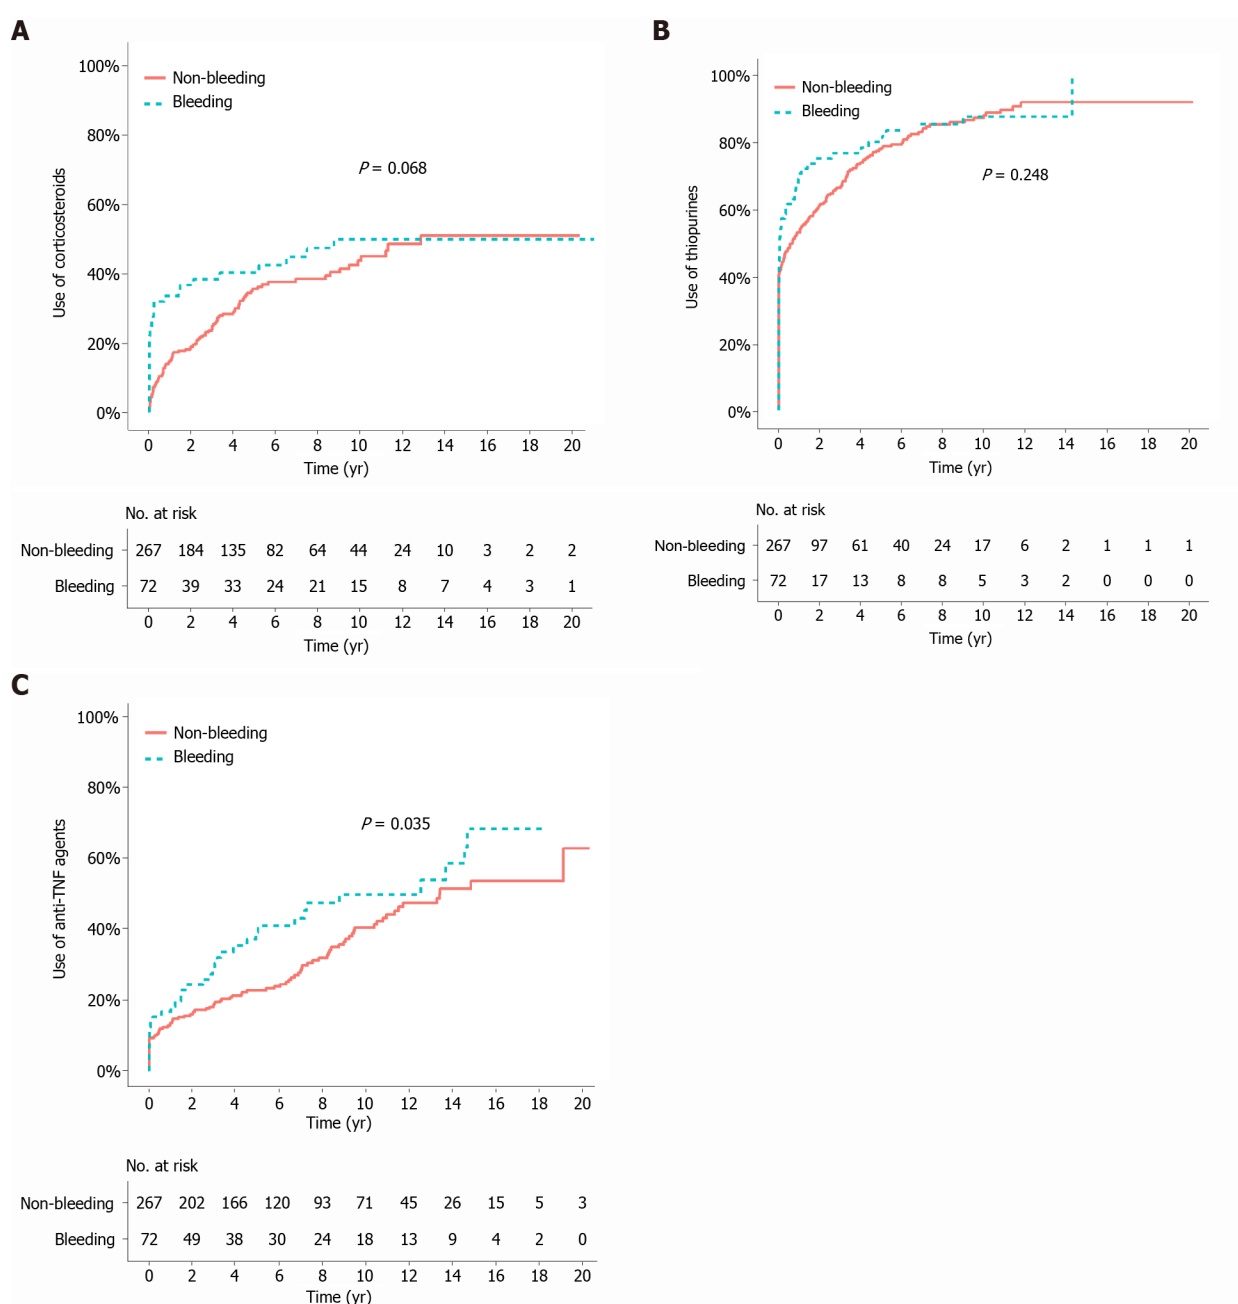 A
100%
80%
60%
40%
20%
0%
Use of corticosteroids
Non-bleeding
Bleeding
P = 0.068
0 2 4 6 8 10 12 14 16 18 20
Time (yr)
No. at risk
Non-bleeding 267 184 135 82 64 44 24 10 3 2 2
Bleeding 72 39 33 24 21 15 8 7 4 3 1
0 2 4 6 8 10 12 14 16 18 20
Time (yr)
B
100%
80%
60%
40%
20%
0%
Use of thiopurines
Non-bleeding
Bleeding
P = 0.248
0 2 4 6 8 10 12 14 16 18 20
Time (yr)
No. at risk
Non-bleeding 267 97 61 40 24 17 6 2 1 1 1
Bleeding 72 17 13 8 8 5 3 2 0 0 0
0 2 4 6 8 10 12 14 16 18 20
Time (yr)
C
100%
80%
60%
40%
20%
0%
Use of anti-TNF agents
Non-bleeding
Bleeding
P = 0.035
0 2 4 6 8 10 12 14 16 18 20
Time (yr)
No. at risk
Non-bleeding 267 202 166 120 93 71 45 26 15 5 3
Bleeding 72 49 38 30 24 18 13 9 4 2 0
0 2 4 6 8 10 12 14 16 18 20
Time (yr)